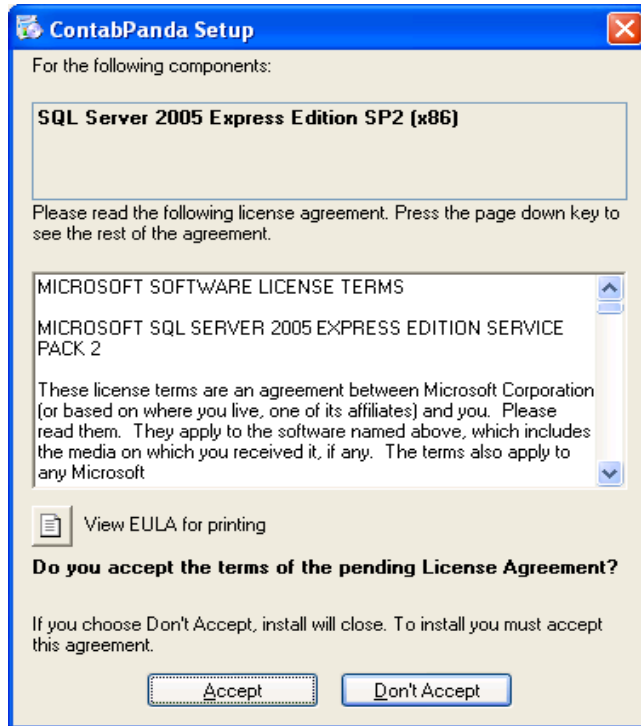 ContabPanda Setup
For the following components:
SQL Server 2005 Express Edition SP2 (x86)
Please read the following license agreement. Press the page down key to
see the rest of the agreement.
MICROSOFT SOFTWARE LICENSE TERMS
MICROSOFT SQL SERVER 2005 EXPRESS EDITION SERVICE
PACK 2
These license terms are an agreement between Microsoft Corporation
(or based on where you live, one of its affiliates) and you.  Please
read them.  They apply to the software named above, which includes
the media on which you received it, if any.  The terms also apply to
any Microsoft
View EULA for printing
Do you accept the terms of the pending License Agreement?
If you choose Don't Accept, install will close. To install you must accept
this agreement.
Accept
Don't Accept